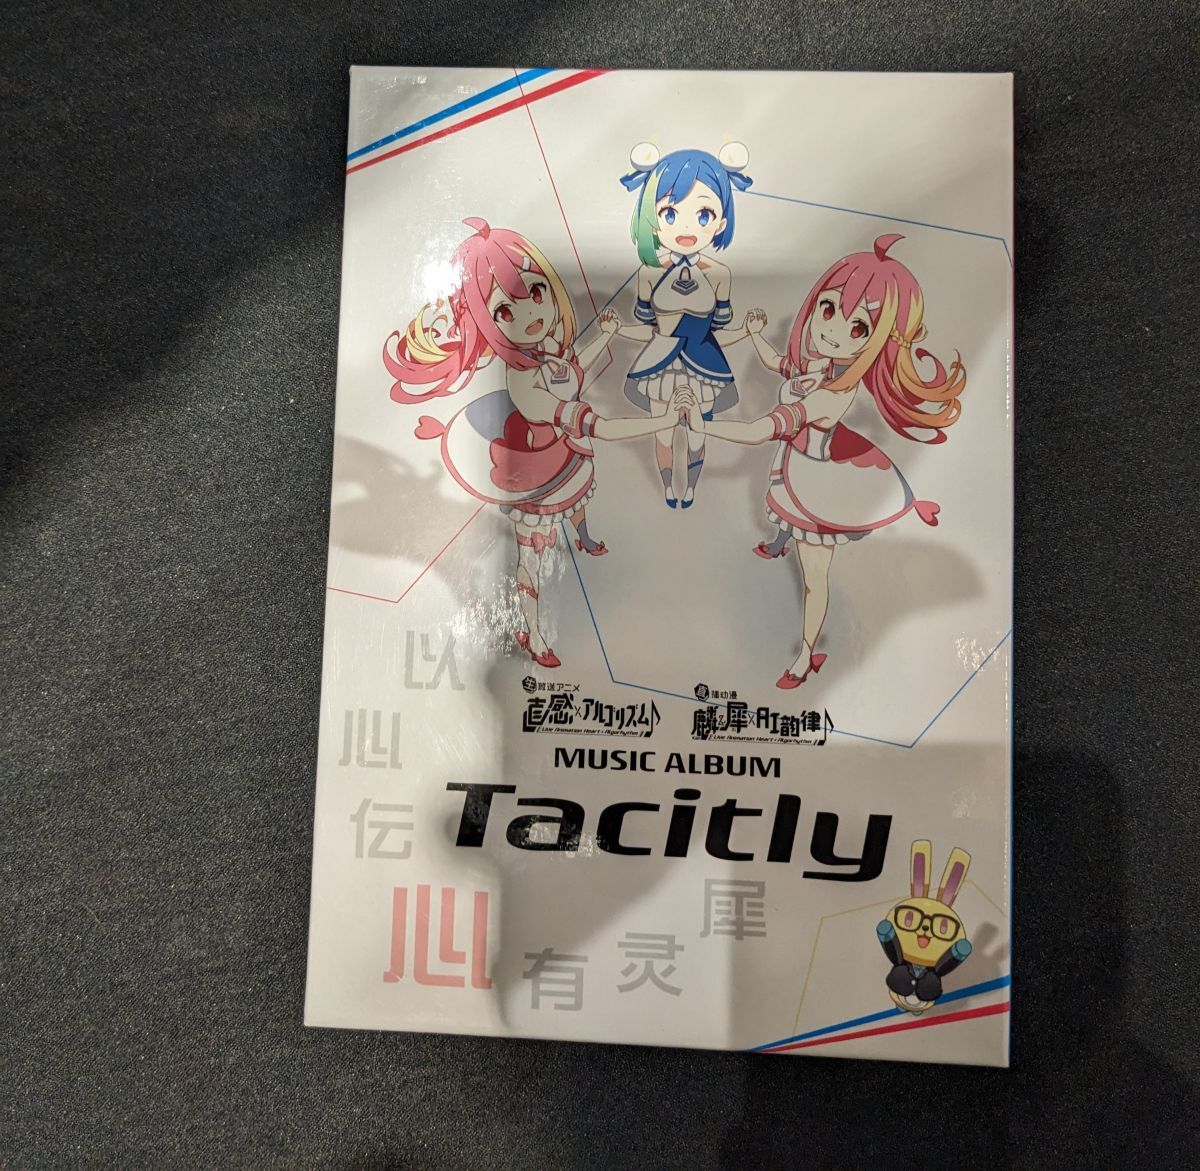 生放送アニメ
直感×アルゴリズム♪
Live Animation Heart × Algorhythm
直播动漫
麟&犀×AI韵律♪
Live Animation Heart × Algorhythm
MUSIC ALBUM
Tacitly
以
心
伝
心
有
灵
犀